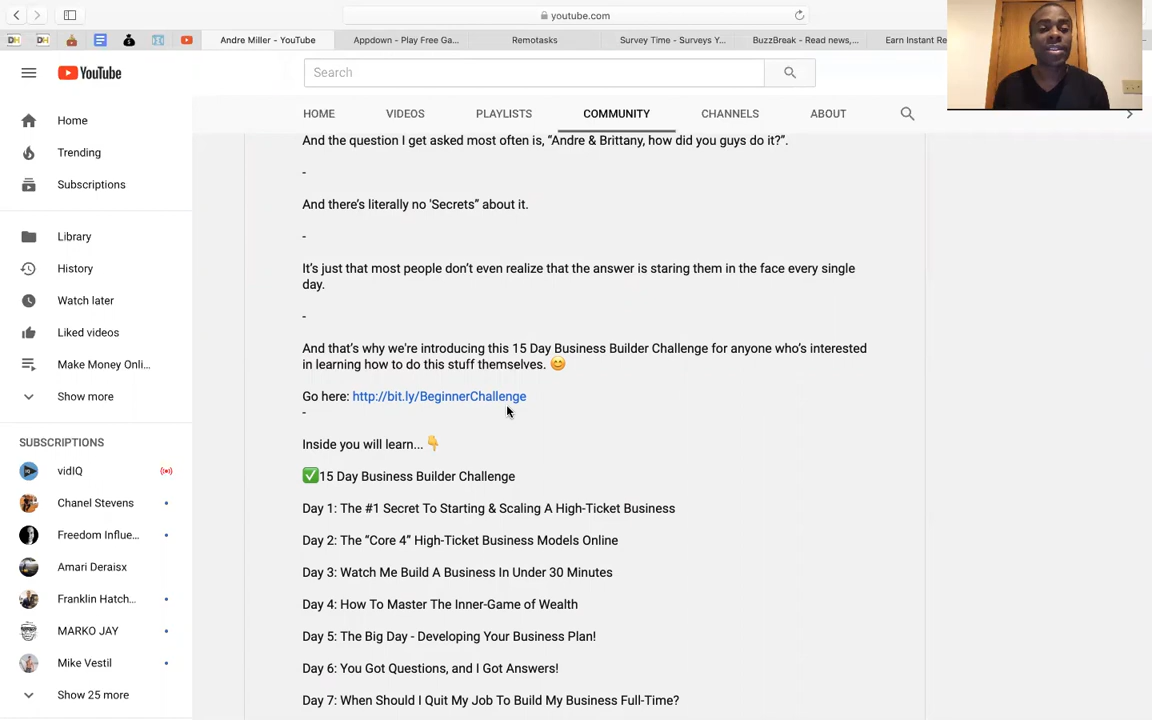 youtube.com
Andre Miller - YouTube
Appdown - Play Free Ga...
Remotasks
Survey Time - Surveys Y...
BuzzBreak - Read news,...
Earn Instant Re
YouTube
Search
HOME
VIDEOS
PLAYLISTS
COMMUNITY
CHANNELS
ABOUT
Home
Trending
Subscriptions
Library
History
Watch later
Liked videos
Make Money Onli...
Show more
SUBSCRIPTIONS
vidIQ
Chanel Stevens
Freedom Influe...
Amari Deraisx
Franklin Hatch...
MARKO JAY
Mike Vestil
Show 25 more
And the question I get asked most often is, “Andre & Brittany, how did you guys do it?”.
-
And there’s literally no 'Secrets” about it.
-
It’s just that most people don’t even realize that the answer is staring them in the face every single
day.
-
And that’s why we're introducing this 15 Day Business Builder Challenge for anyone who’s interested
in learning how to do this stuff themselves. 😊
Go here: http://bit.ly/BeginnerChallenge
-
Inside you will learn... 👇
✅15 Day Business Builder Challenge
Day 1: The #1 Secret To Starting & Scaling A High-Ticket Business
Day 2: The “Core 4” High-Ticket Business Models Online
Day 3: Watch Me Build A Business In Under 30 Minutes
Day 4: How To Master The Inner-Game of Wealth
Day 5: The Big Day - Developing Your Business Plan!
Day 6: You Got Questions, and I Got Answers!
Day 7: When Should I Quit My Job To Build My Business Full-Time?